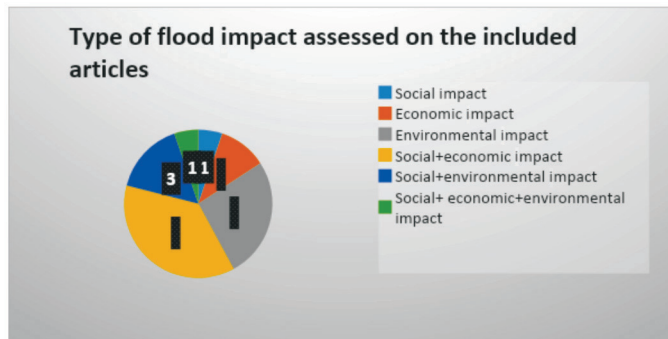 Type of flood impact assessed on the included
articles
Social impact
Economic impact
Environmental impact
Social+economic impact
Social+environmental impact
Social+ economic+environmental
impact
1 1
3